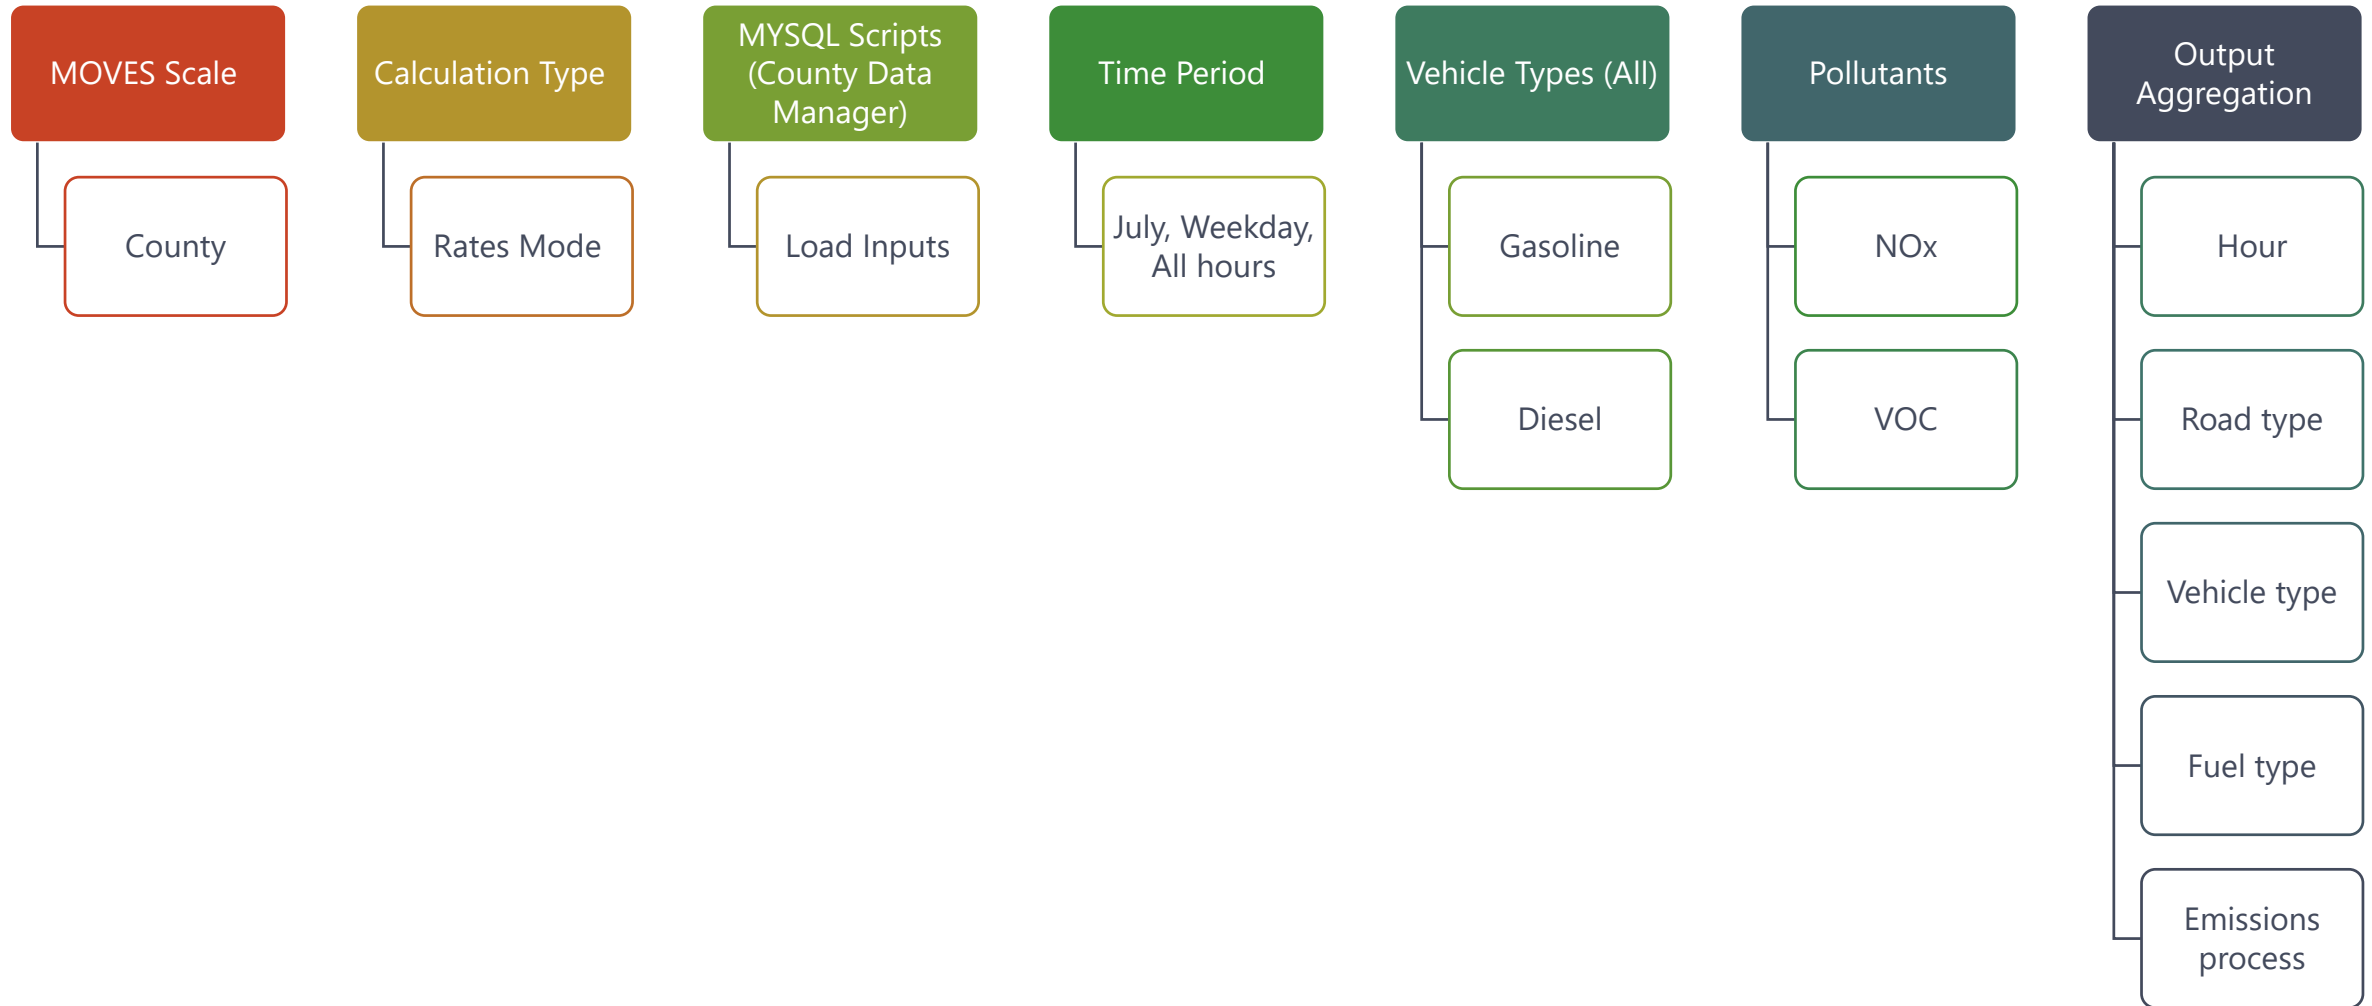 MOVES Scale
County
Calculation Type
Rates Mode
MYSQL Scripts
(County Data
Manager)
Load Inputs
Time Period
July, Weekday,
All hours
Vehicle Types (All)
Gasoline
Diesel
Pollutants
NOx
VOC
Output
Aggregation
Hour
Road type
Vehicle type
Fuel type
Emissions
process